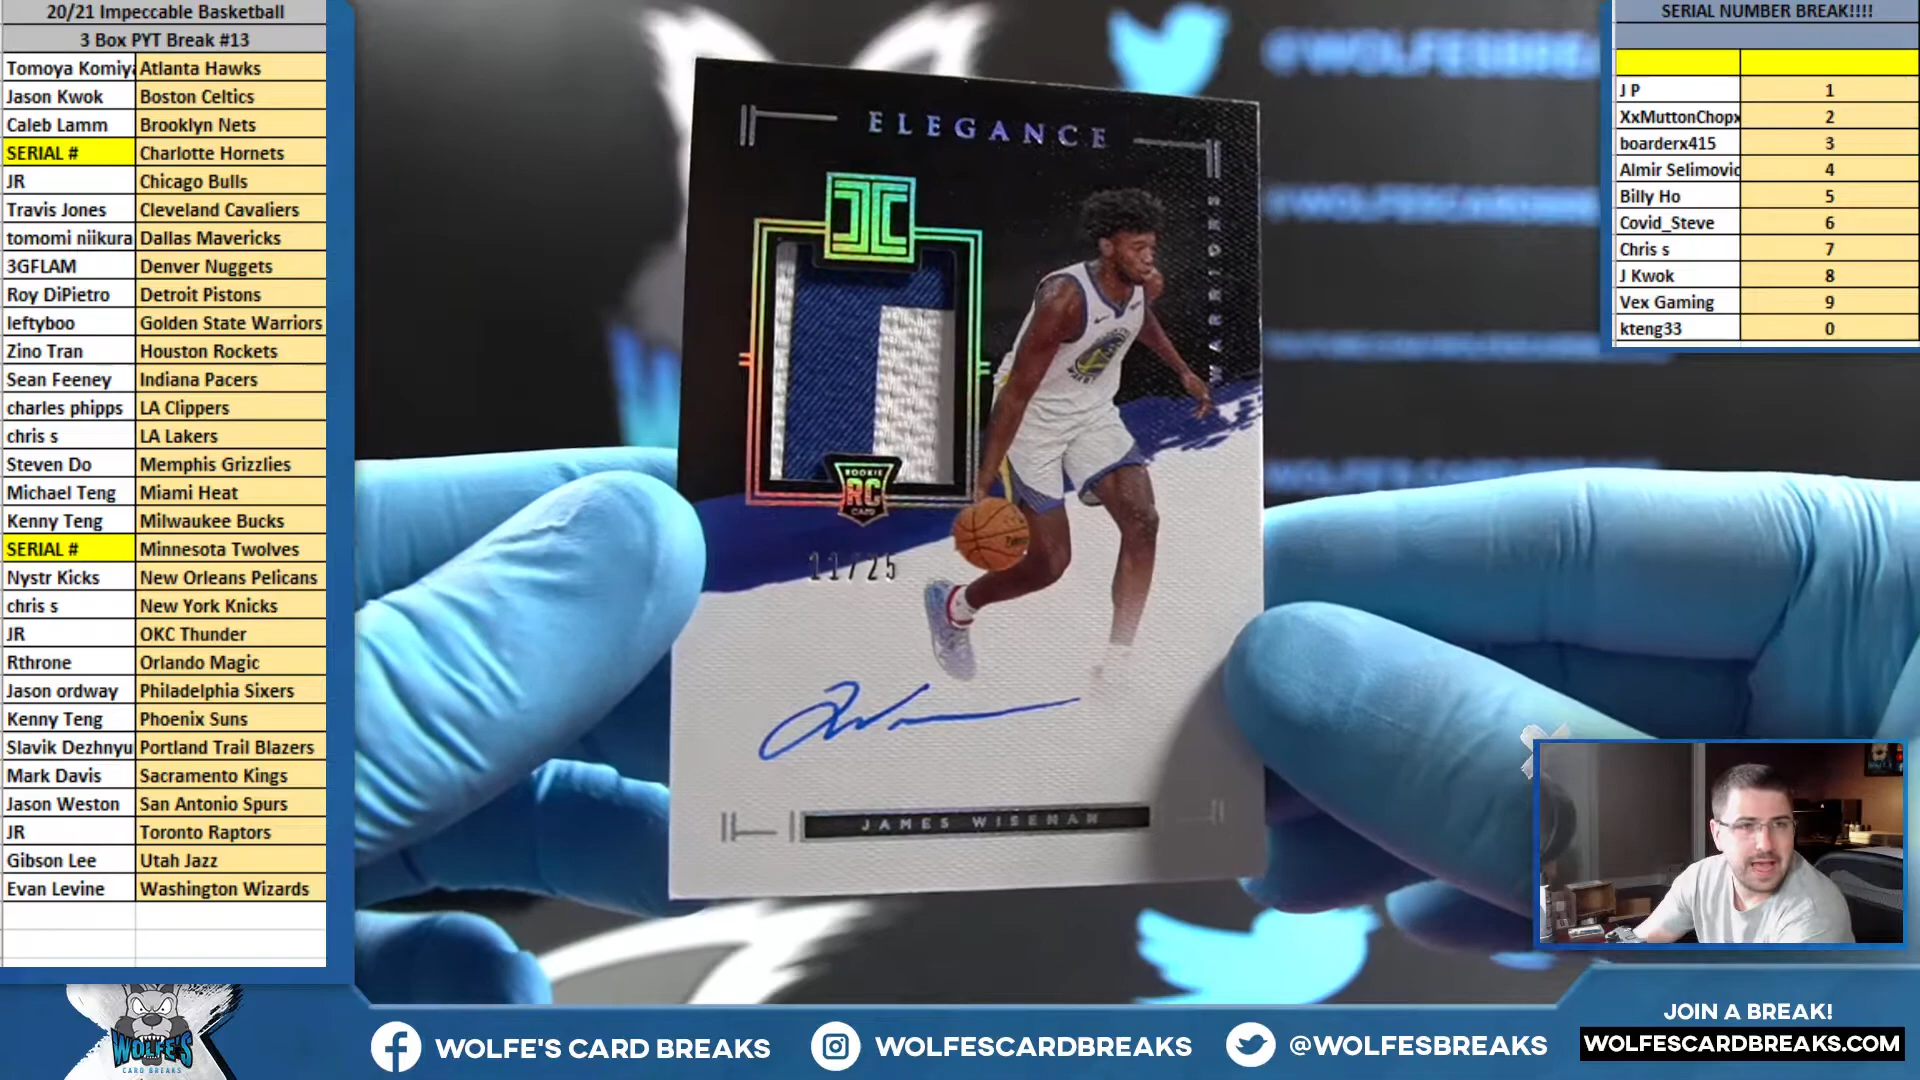 20/21 Impeccable Basketball
3 Box PYT Break #13
Tomoya Komiya Atlanta Hawks
Jason Kwok Boston Celtics
Caleb Lamm Brooklyn Nets
SERIAL # Charlotte Hornets
JR Chicago Bulls
Travis Jones Cleveland Cavaliers
tomomi niikura Dallas Mavericks
3GFLAM Denver Nuggets
Roy DiPietro Detroit Pistons
leftyboo Golden State Warriors
Zino Tran Houston Rockets
Sean Feeney Indiana Pacers
charles phipps LA Clippers
chris s LA Lakers
Steven Do Memphis Grizzlies
Michael Teng Miami Heat
Kenny Teng Milwaukee Bucks
SERIAL # Minnesota Twolves
Nystr Kicks New Orleans Pelicans
chris s New York Knicks
JR OKC Thunder
Rthrone Orlando Magic
Jason ordway Philadelphia Sixers
Kenny Teng Phoenix Suns
Slavik Dezhnyu Portland Trail Blazers
Mark Davis Sacramento Kings
Jason Weston San Antonio Spurs
JR Toronto Raptors
Gibson Lee Utah Jazz
Evan Levine Washington Wizards
ELEGANCE
WARRIORS
ROOKIE
RC
CARD
11/25
JAMES WISEMAN
SERIAL NUMBER BREAK!!!!
J P 1
XxMuttonChopx 2
boarderx415 3
Almir Selimovic 4
Billy Ho 5
Covid_Steve 6
Chris s 7
J Kwok 8
Vex Gaming 9
kteng33 0
WOLFE'S
CARD BREAKS
WOLFE'S CARD BREAKS
WOLFESCARDBREAKS
@WOLFESBREAKS
JOIN A BREAK!
WOLFESCARDBREAKS.COM